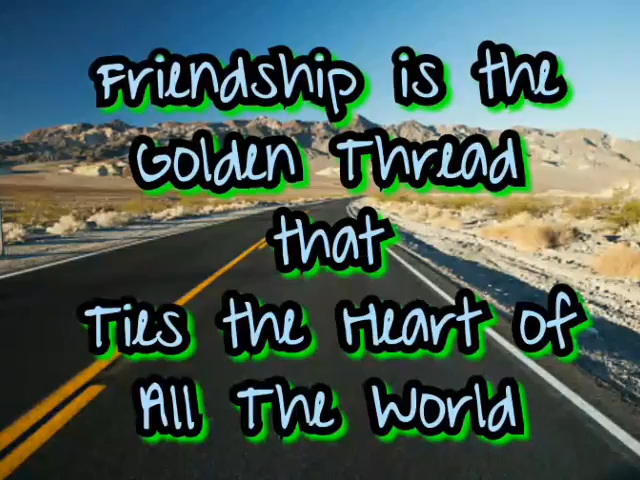 Friendship is the
Golden Thread
that
Ties the Heart of
All The World